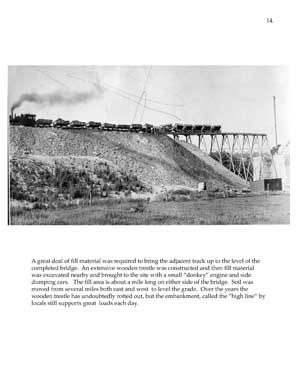 14.
A great deal of fill material was required to bring the adjacent track up to the level of the
completed bridge.  An extensive wooden trestle was constructed and then fill material
was excavated nearby and brought to the site with a small "donkey" engine and side
dumping cars.   The fill area is about a mile long on either side of the bridge.  Soil was
moved from several miles both east and west  to level the grade.  Over the years the
wooden trestle has undoubtedly rotted out, but the embankment, called the "high line" by
locals still supports great  loads each day.